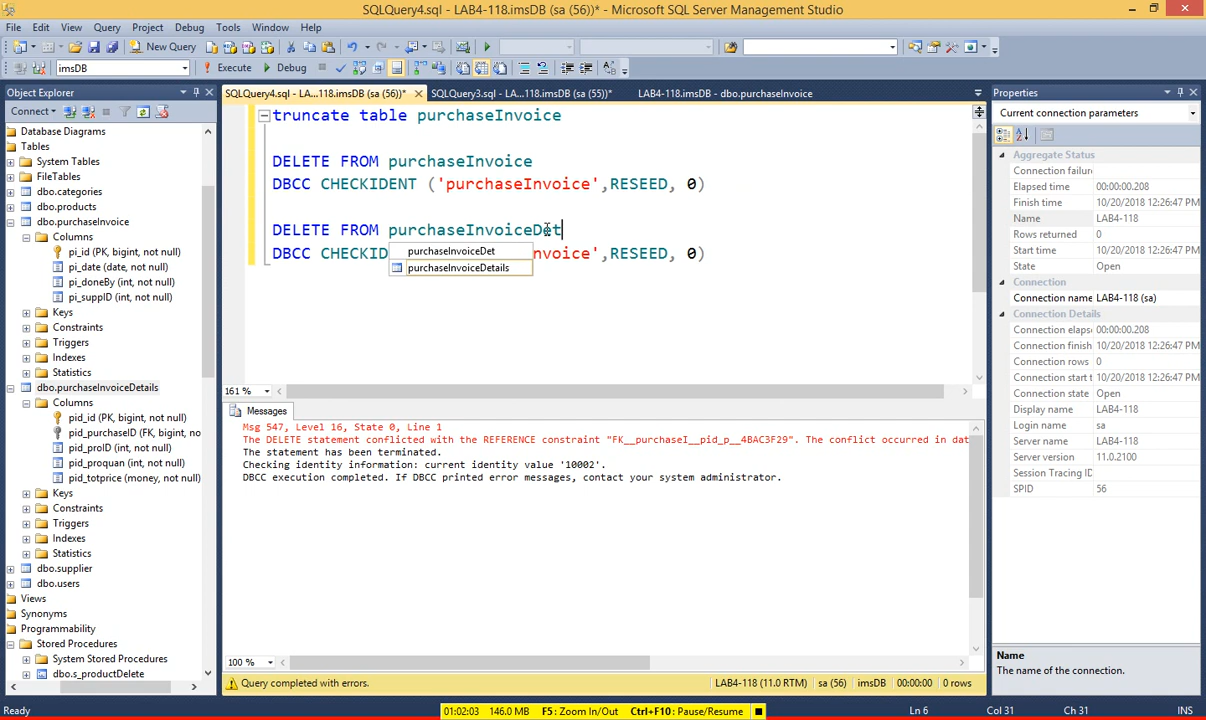 SQLQuery4.sql - LAB4-118.imsDB (sa (56))* - Microsoft SQL Server Management Studio
File Edit View Query Project Debug Tools Window Help
New Query
imsDB Execute Debug
Object Explorer
Connect
Database Diagrams
Tables
System Tables
FileTables
dbo.categories
dbo.products
dbo.purchaseInvoice
Columns
pi_id (PK, bigint, not null)
pi_date (date, not null)
pi_doneBy (int, not null)
pi_suppID (int, not null)
Keys
Constraints
Triggers
Indexes
Statistics
dbo.purchaseInvoiceDetails
Columns
pid_id (PK, bigint, not null)
pid_purchaseID (FK, bigint, no
pid_proID (int, not null)
pid_proquan (int, not null)
pid_totprice (money, not null)
Keys
Constraints
Triggers
Indexes
Statistics
dbo.supplier
dbo.users
Views
Synonyms
Programmability
Stored Procedures
System Stored Procedures
dbo.s_productDelete
SQLQuery4.sql - LA...118.imsDB (sa (56))* SQLQuery3.sql - LA...118.imsDB (sa (55))* LAB4-118.imsDB - dbo.purchaseInvoice
truncate table purchaseInvoice
DELETE FROM purchaseInvoice
DBCC CHECKIDENT ('purchaseInvoice',RESEED, 0)
DELETE FROM purchaseInvoiceDet
DBCC CHECKID nvoice',RESEED, 0)
purchaseInvoiceDet
purchaseInvoiceDetails
161 %
Messages
Msg 547, Level 16, State 0, Line 1
The DELETE statement conflicted with the REFERENCE constraint "FK__purchaseI__pid_p__4BAC3F29". The conflict occurred in dat
The statement has been terminated.
Checking identity information: current identity value '10002'.
DBCC execution completed. If DBCC printed error messages, contact your system administrator.
100 %
Query completed with errors. LAB4-118 (11.0 RTM) sa (56) imsDB 00:00:00 0 rows
Properties
Current connection parameters
Aggregate Status
Connection failure
Elapsed time 00:00:00.208
Finish time 10/20/2018 12:26:47 PM
Name LAB4-118
Rows returned 0
Start time 10/20/2018 12:26:47 PM
State Open
Connection
Connection name LAB4-118 (sa)
Connection Details
Connection elaps 00:00:00.208
Connection finish 10/20/2018 12:26:47 PM
Connection rows 0
Connection start t 10/20/2018 12:26:47 PM
Connection state Open
Display name LAB4-118
Login name sa
Server name LAB4-118
Server version 11.0.2100
Session Tracing ID
SPID 56
Name
The name of the connection.
Ready Ln 6 Col 31 Ch 31 INS
1:02:03 146.0 MB F5: Zoom In/Out Ctrl+F10: Pause/Resume